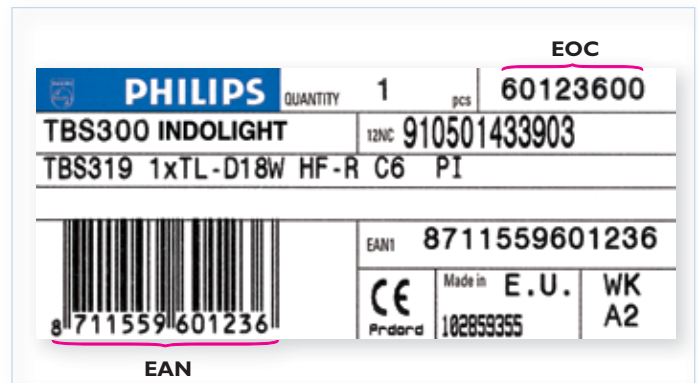 EOC
PHILIPS QUANTITY 1 pcs 60123600
TBS300 INDOLIGHT 12NC 910501433903
TBS319 1xTL-D18W HF-R C6 PI
EAN1 8711559601236
CE Made in E.U. WK
Prdord 102859355 A2
8 711559 601236
EAN